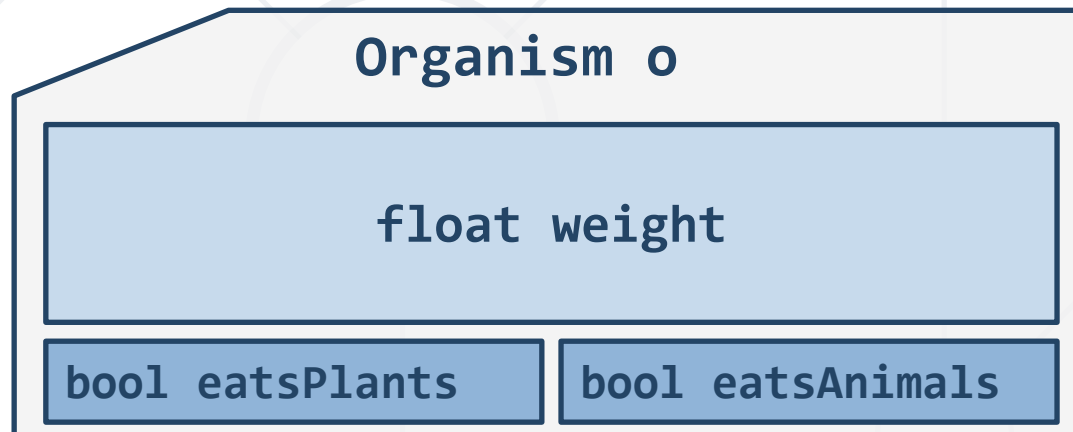 Organism o
float weight
bool eatsPlants
bool eatsAnimals